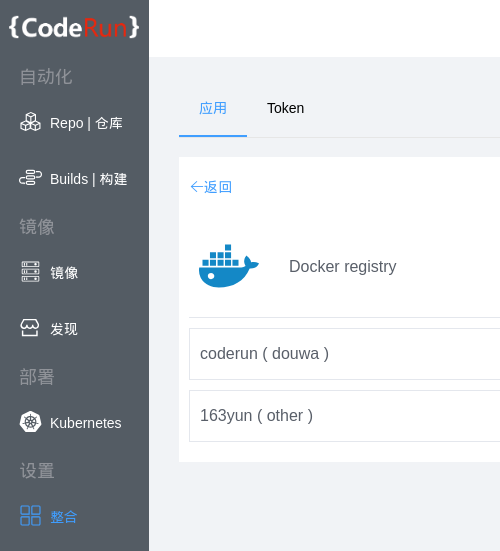 {CodeRun}
自动化
Repo | 仓库
Builds | 构建
镜像
镜像
发现
部署
Kubernetes
设置
整合
应用
Token
返回
Docker registry
coderun ( douwa )
163yun ( other )